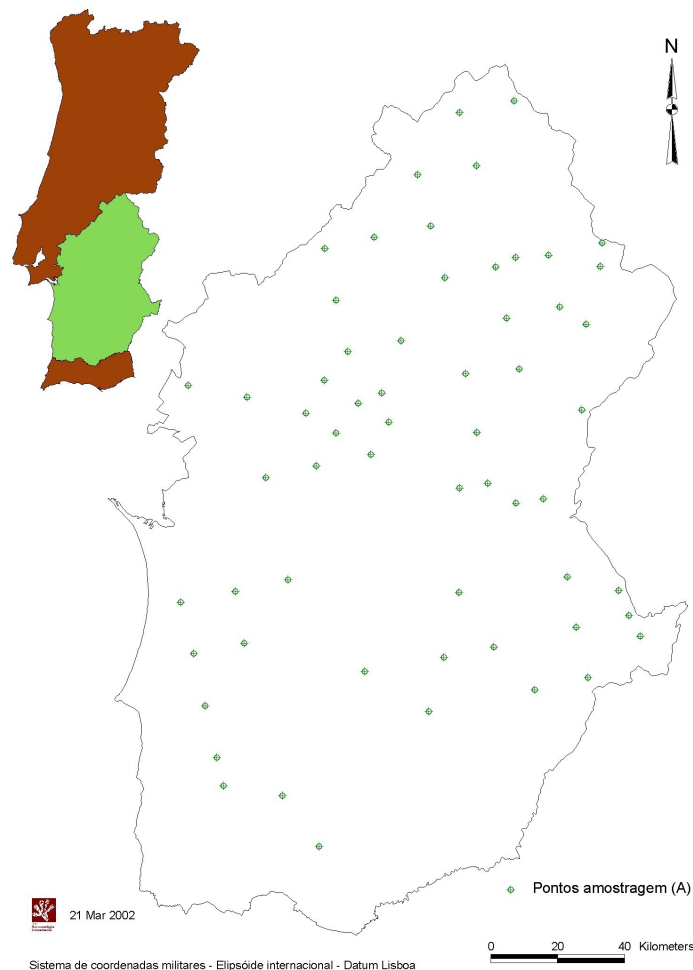 N
Pontos amostragem (A)
21 Mar 2002
0 20 40 Kilometers
Sistema de coordenadas militares - Elipsóide internacional - Datum Lisboa